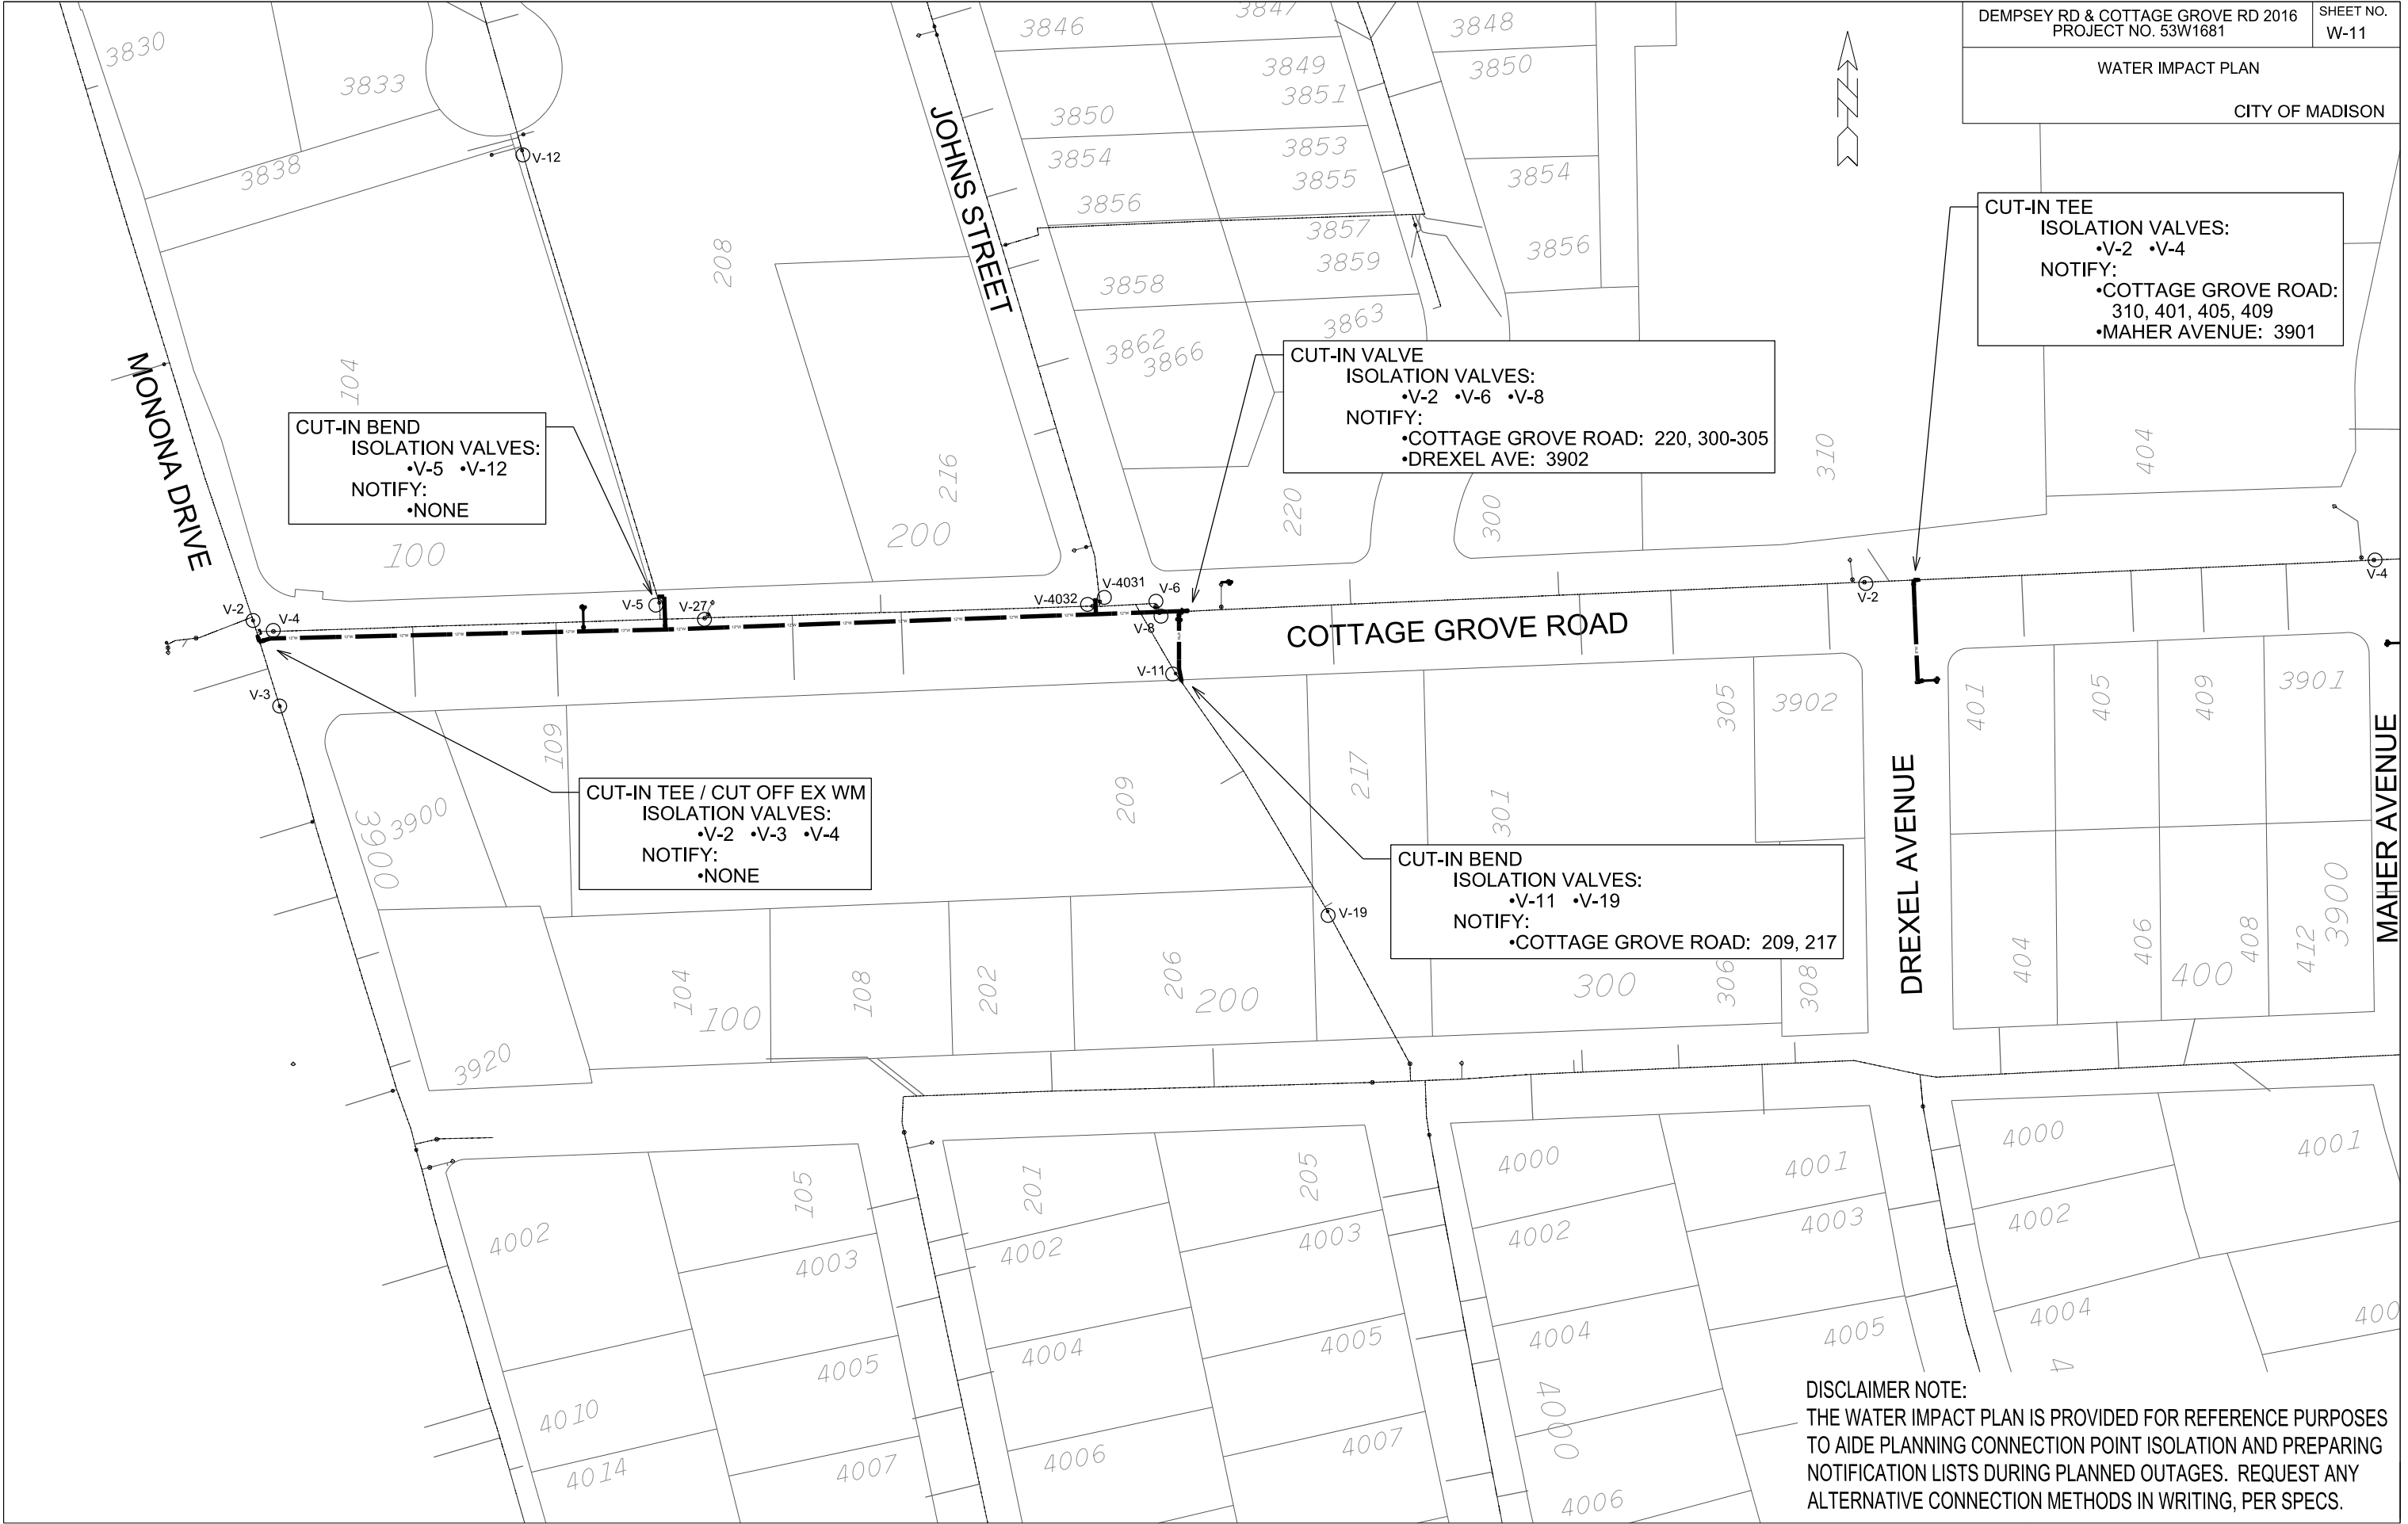 DEMPSEY RD & COTTAGE GROVE RD 2016
PROJECT NO. 53W1681
SHEET NO.
W-11
WATER IMPACT PLAN
CITY OF MADISON
CUT-IN TEE
ISOLATION VALVES:
•V-2 •V-4
NOTIFY:
•COTTAGE GROVE ROAD:
310, 401, 405, 409
•MAHER AVENUE: 3901
CUT-IN VALVE
ISOLATION VALVES:
•V-2 •V-6 •V-8
NOTIFY:
•COTTAGE GROVE ROAD: 220, 300-305
•DREXEL AVE: 3902
CUT-IN BEND
ISOLATION VALVES:
•V-5 •V-12
NOTIFY:
•NONE
CUT-IN TEE / CUT OFF EX WM
ISOLATION VALVES:
•V-2 •V-3 •V-4
NOTIFY:
•NONE
CUT-IN BEND
ISOLATION VALVES:
•V-11 •V-19
NOTIFY:
•COTTAGE GROVE ROAD: 209, 217
MONONA DRIVE
JOHNS STREET
COTTAGE GROVE ROAD
DREXEL AVENUE
MAHER AVENUE
V-12
V-2
V-4
V-3
V-5
V-27
V-4032
V-4031
V-6
V-8
V-11
V-19
V-2
V-4
3830
3833
3838
104
100
208
216
200
3846
3847
3848
3849
3850
3851
3850
3854
3853
3855
3854
3856
3857
3856
3859
3858
3862
3863
3866
220
300
310
404
109
3900
3900
209
217
301
305
3902
401
405
409
3901
3920
104
100
108
202
206
200
300
306
308
404
406
400
408
412
3900
4002
105
4003
4005
4010
4014
4007
201
205
4002
4003
4004
4005
4006
4007
4000
4001
4002
4003
4004
4005
4000
4006
4000
4001
4002
4004
400
4
DISCLAIMER NOTE:
THE WATER IMPACT PLAN IS PROVIDED FOR REFERENCE PURPOSES
TO AIDE PLANNING CONNECTION POINT ISOLATION AND PREPARING
NOTIFICATION LISTS DURING PLANNED OUTAGES. REQUEST ANY
ALTERNATIVE CONNECTION METHODS IN WRITING, PER SPECS.